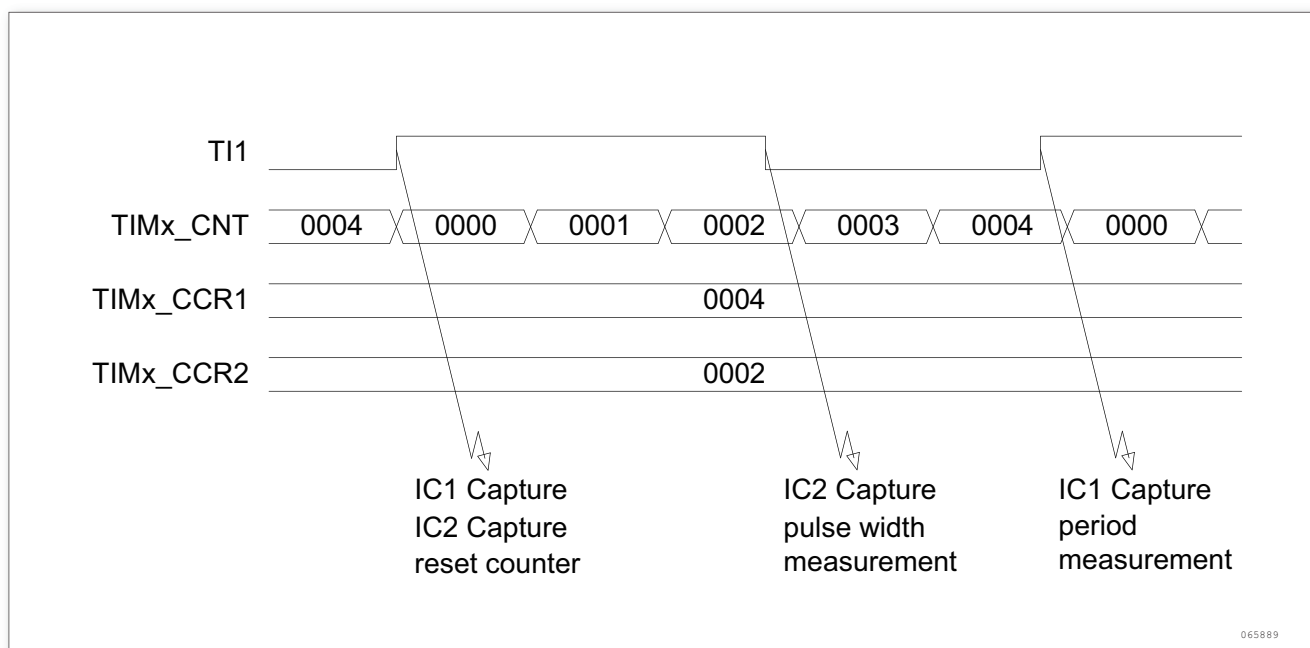 TI1
TIMx_CNT 0004 0000 0001 0002 0003 0004 0000
TIMx_CCR1 0004
TIMx_CCR2 0002
IC1 Capture
IC2 Capture
reset counter
IC2 Capture
pulse width
measurement
IC1 Capture
period
measurement
065889